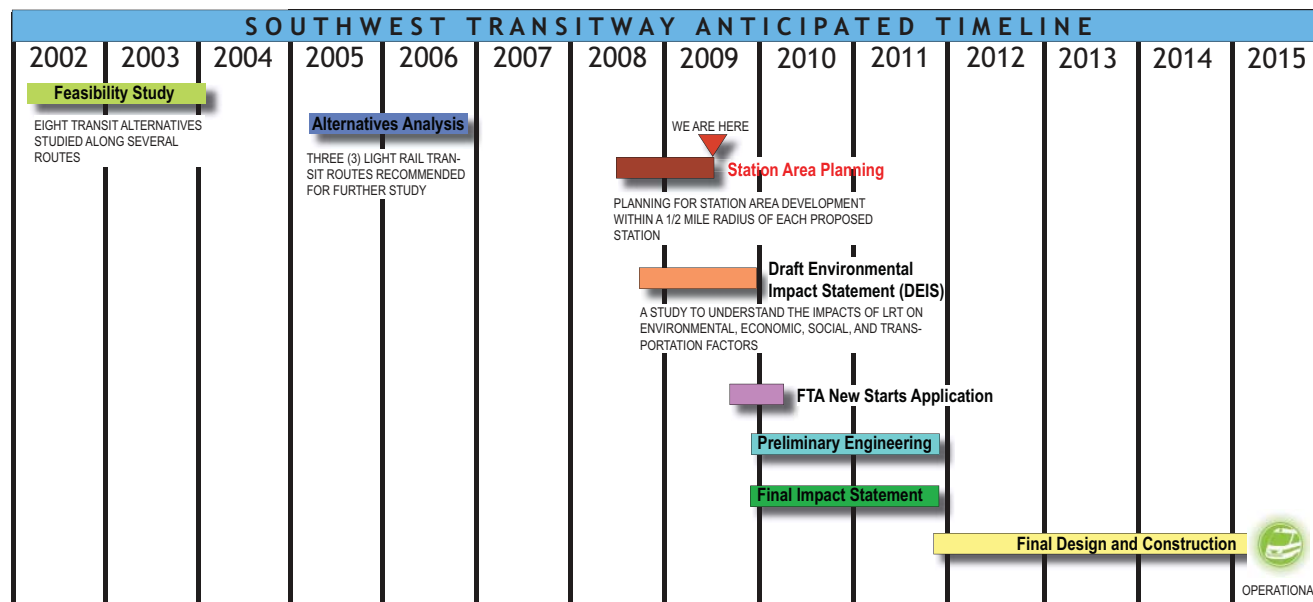 SOUTHWEST TRANSITWAY ANTICIPATED TIMELINE
2002 2003 2004 2005 2006 2007 2008 2009 2010 2011 2012 2013 2014 2015
Feasibility Study
EIGHT TRANSIT ALTERNATIVES
STUDIED ALONG SEVERAL
ROUTES
Alternatives Analysis
THREE (3) LIGHT RAIL TRAN-
SIT ROUTES RECOMMENDED
FOR FURTHER STUDY
WE ARE HERE
Station Area Planning
PLANNING FOR STATION AREA DEVELOPMENT
WITHIN A 1/2 MILE RADIUS OF EACH PROPOSED
STATION
Draft Environmental
Impact Statement (DEIS)
A STUDY TO UNDERSTAND THE IMPACTS OF LRT ON
ENVIRONMENTAL, ECONOMIC, SOCIAL, AND TRANS-
PORTATION FACTORS
FTA New Starts Application
Preliminary Engineering
Final Impact Statement
Final Design and Construction
OPERATIONA